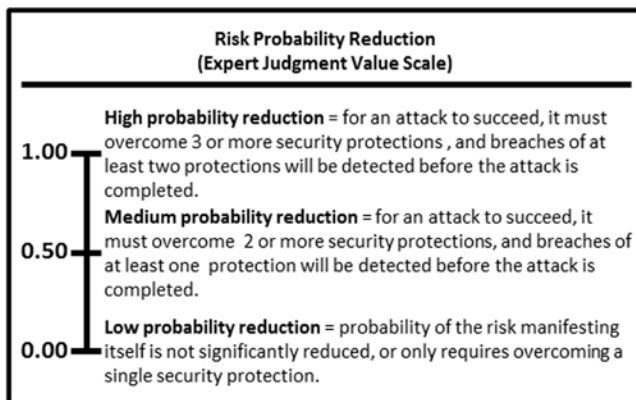 Risk Probability Reduction
(Expert Judgment Value Scale)
High probability reduction = for an attack to succeed, it must
overcome 3 or more security protections , and breaches of at
1.00
least two protections will be detected before the attack is
completed.
Medium probability reduction = for an attack to succeed, it
must overcome 2 or more security protections, and breaches of
0.50
at least one protection will be detected before the attack is
completed.
Low probability reduction = probability of the risk manifesting
0.00
itself is not significantly reduced, or only requires overcoming a
single security protection.